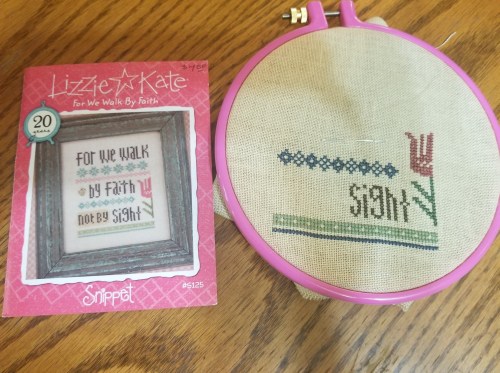 Lizzie Kate
For We Walk By Faith
20
FOR WE WALK
by FAITH
NOT BY SIGHT
Snippet
#S125
Sight